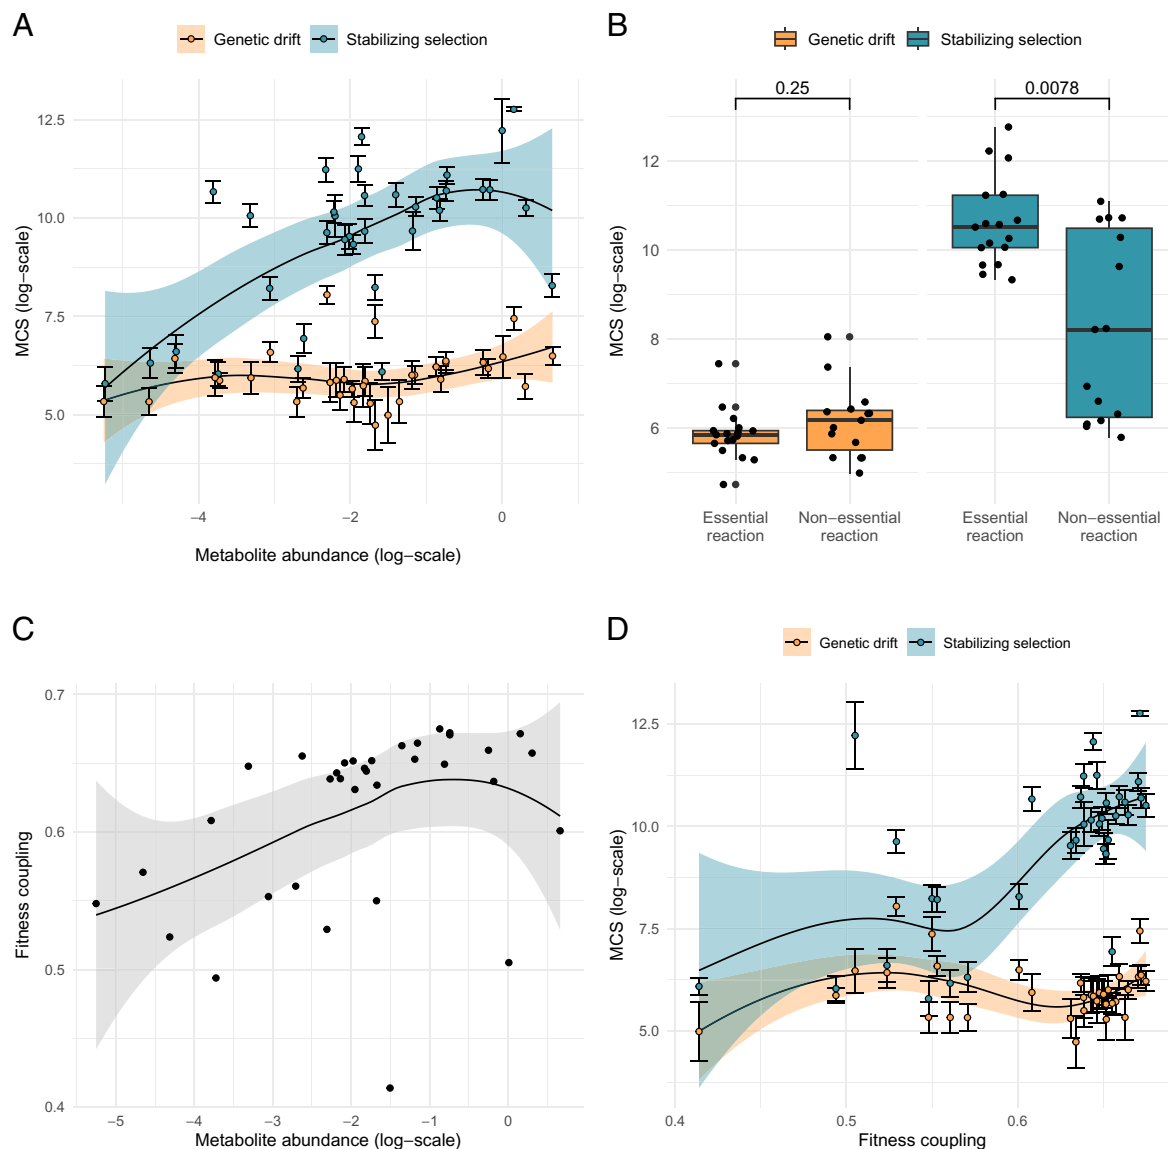 A
Genetic drift
Stabilizing selection
MCS (log−scale)
12.5
10.0
7.5
5.0
−4
−2
0
Metabolite abundance (log−scale)
B
Genetic drift
Stabilizing selection
0.25
0.0078
MCS (log−scale)
12
10
8
6
Essential
reaction
Non−essential
reaction
Essential
reaction
Non−essential
reaction
C
Fitness coupling
0.7
0.6
0.5
0.4
−5
−4
−3
−2
−1
0
Metabolite abundance (log−scale)
D
Genetic drift
Stabilizing selection
MCS (log−scale)
12.5
10.0
7.5
5.0
0.4
0.5
0.6
Fitness coupling